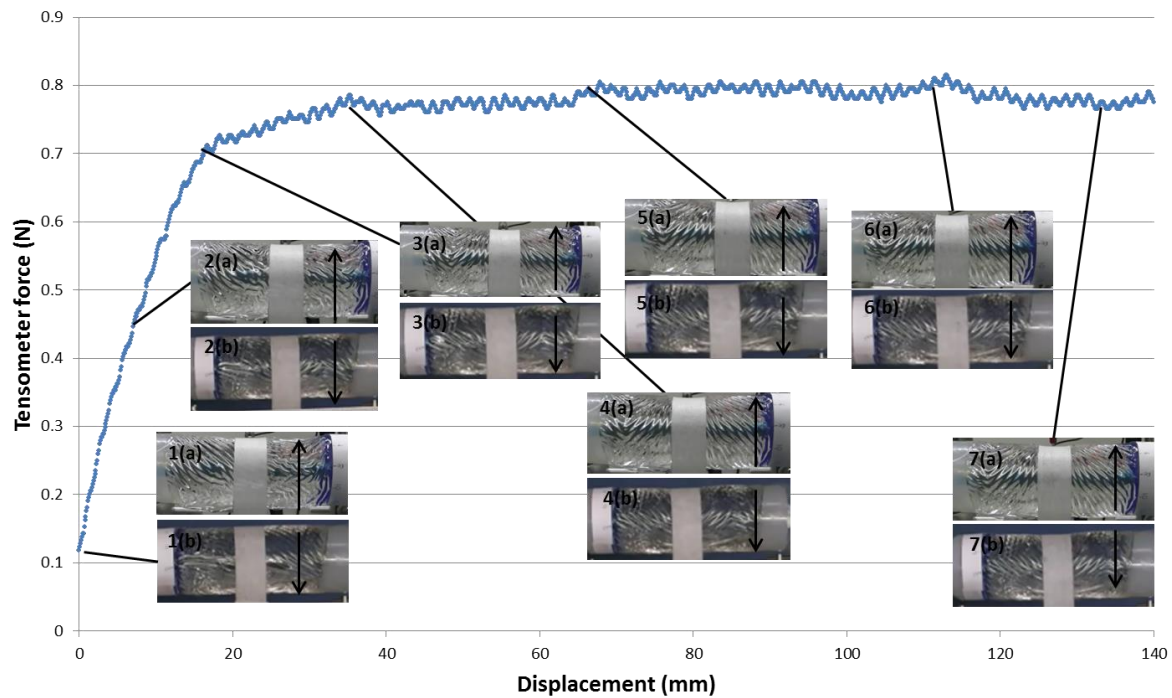 0.9
0.8
0.7
0.6
0.5
0.4
0.3
0.2
0.1
0
Tensometer force (N)
2(a)
2(b)
1(a)
1(b)
3(a)
3(b)
4(a)
4(b)
5(a)
5(b)
6(a)
6(b)
7(a)
7(b)
0 20 40 60 80 100 120 140
Displacement (mm)